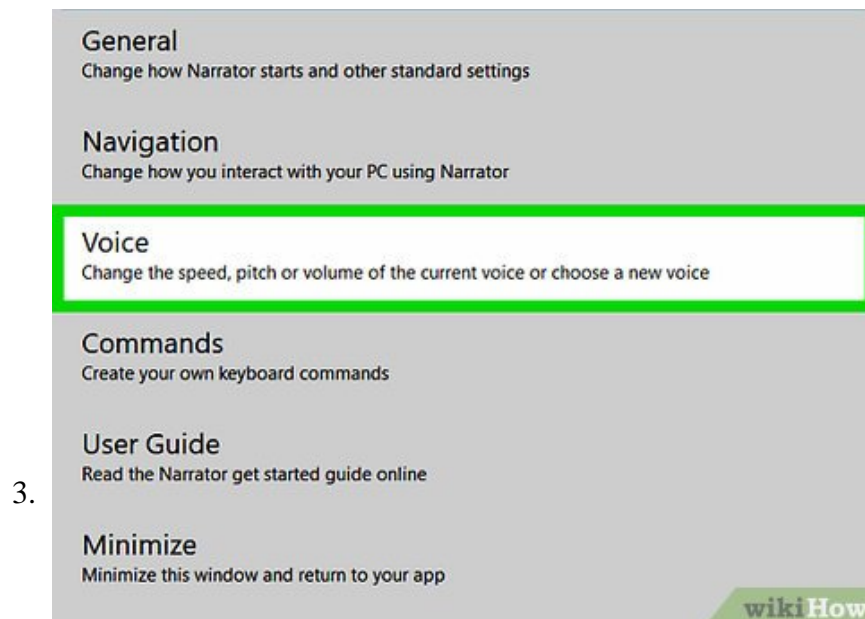 General
Change how Narrator starts and other standard settings
Navigation
Change how you interact with your PC using Narrator
Voice
Change the speed, pitch or volume of the current voice or choose a new voice
Commands
Create your own keyboard commands
User Guide
Read the Narrator get started guide online
3.
Minimize
Minimize this window and return to your app
wikiHow